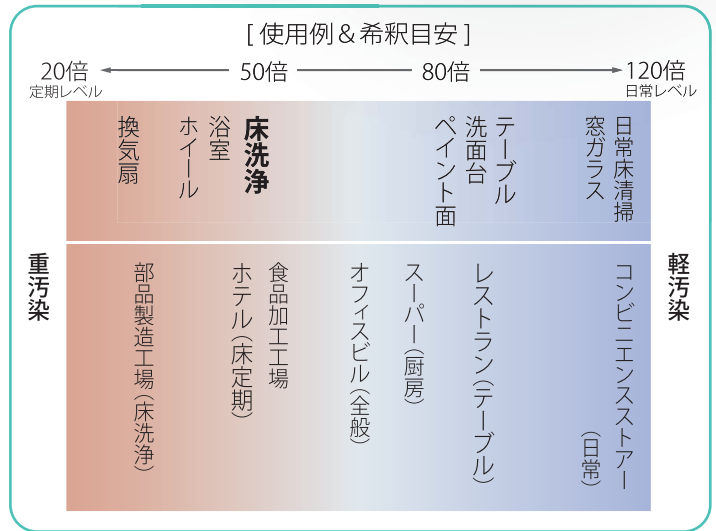 [ 使用例＆希釈目安 ]
20倍
50倍
80倍
120倍
定期レベル
日常レベル
換気扇
ホイール
浴室
床洗浄
ペイント面
洗面台
テーブル
窓ガラス
日常床清掃
重汚染
軽汚染
部品製造工場（床洗浄）
ホテル（床定期）
食品加工工場
オフィスビル（全般）
スーパー（厨房）
レストラン（テーブル）
コンビニエンスストアー
（日常）